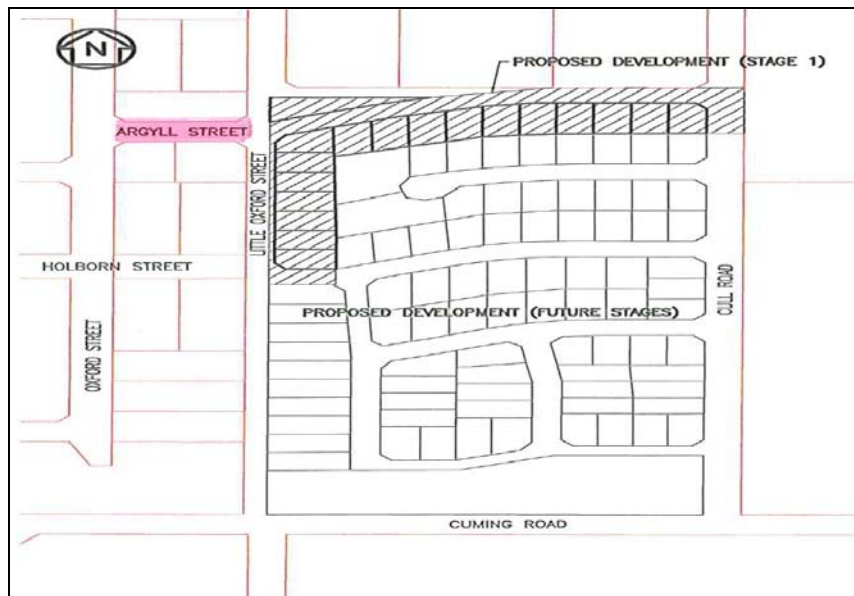 N
PROPOSED DEVELOPMENT (STAGE 1)
ARGYLL STREET
LITTLE OXFORD STREET
HOLBORN STREET
CULL ROAD
PROPOSED DEVELOPMENT (FUTURE STAGES)
OXFORD STREET
CUMING ROAD